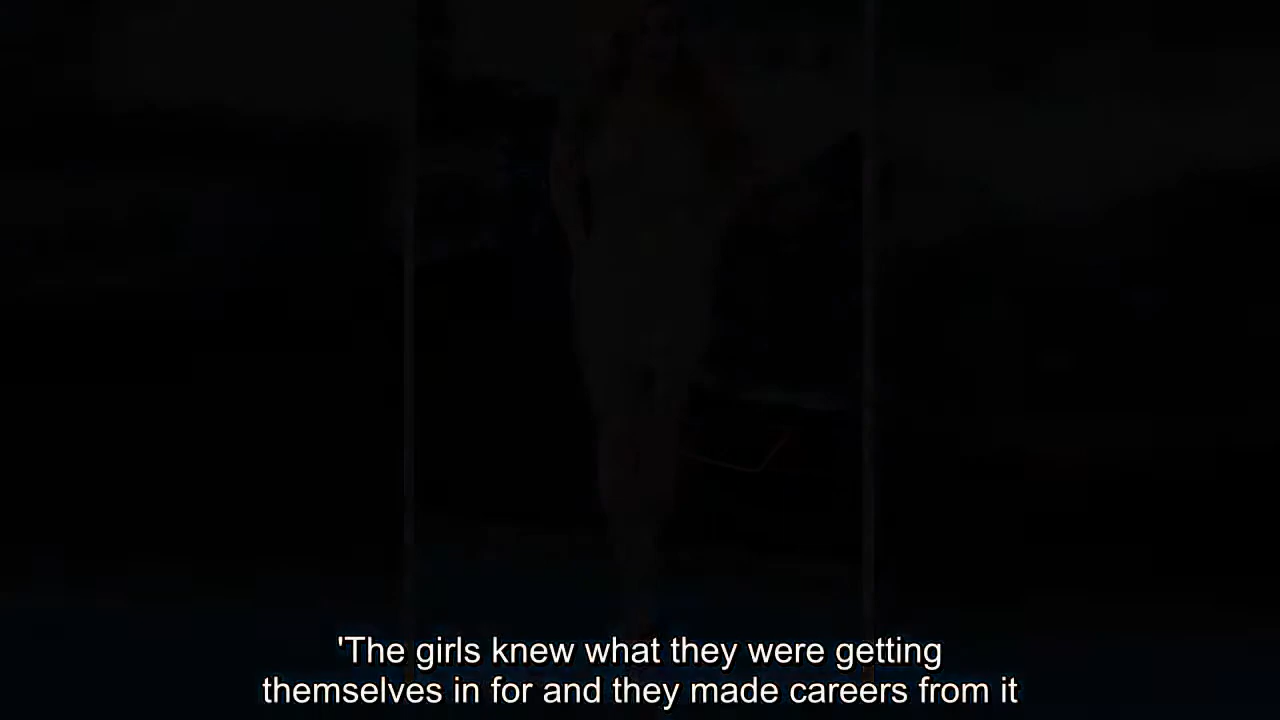 'The girls knew what they were getting
themselves in for and they made careers from it